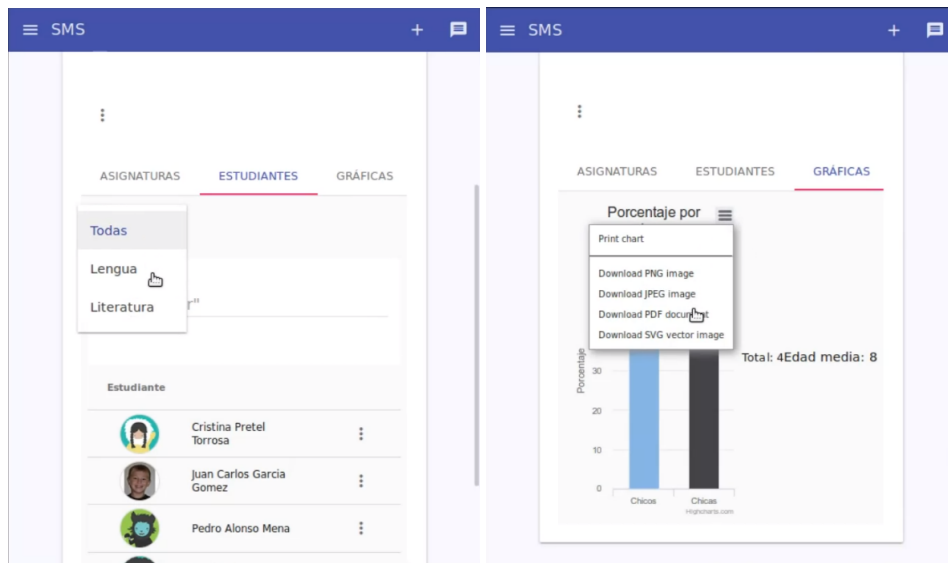 SMS
ASIGNATURAS ESTUDIANTES GRÁFICAS
Todas
Lengua
Literatura
r"
Estudiante
Cristina Pretel
Torrosa
Juan Carlos Garcia
Gomez
Pedro Alonso Mena
SMS
ASIGNATURAS ESTUDIANTES GRÁFICAS
Porcentaje por
Print chart
Download PNG image
Download JPEG image
Download PDF document
Download SVG vector image
Total: 4Edad media: 8
Porcentaje
30
20
10
0
Chicos Chicas
Highcharts.com